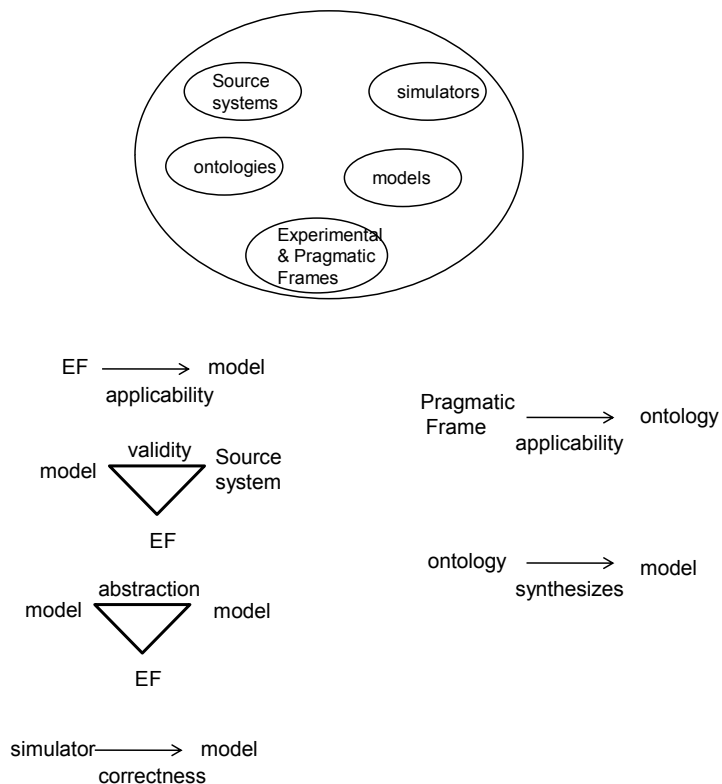 Source
systems
simulators
ontologies
models
Experimental
& Pragmatic
Frames
EF
model
applicability
validity
model
Source
system
EF
abstraction
model
model
EF
simulator
model
correctness
Pragmatic
Frame
ontology
applicability
ontology
model
synthesizes